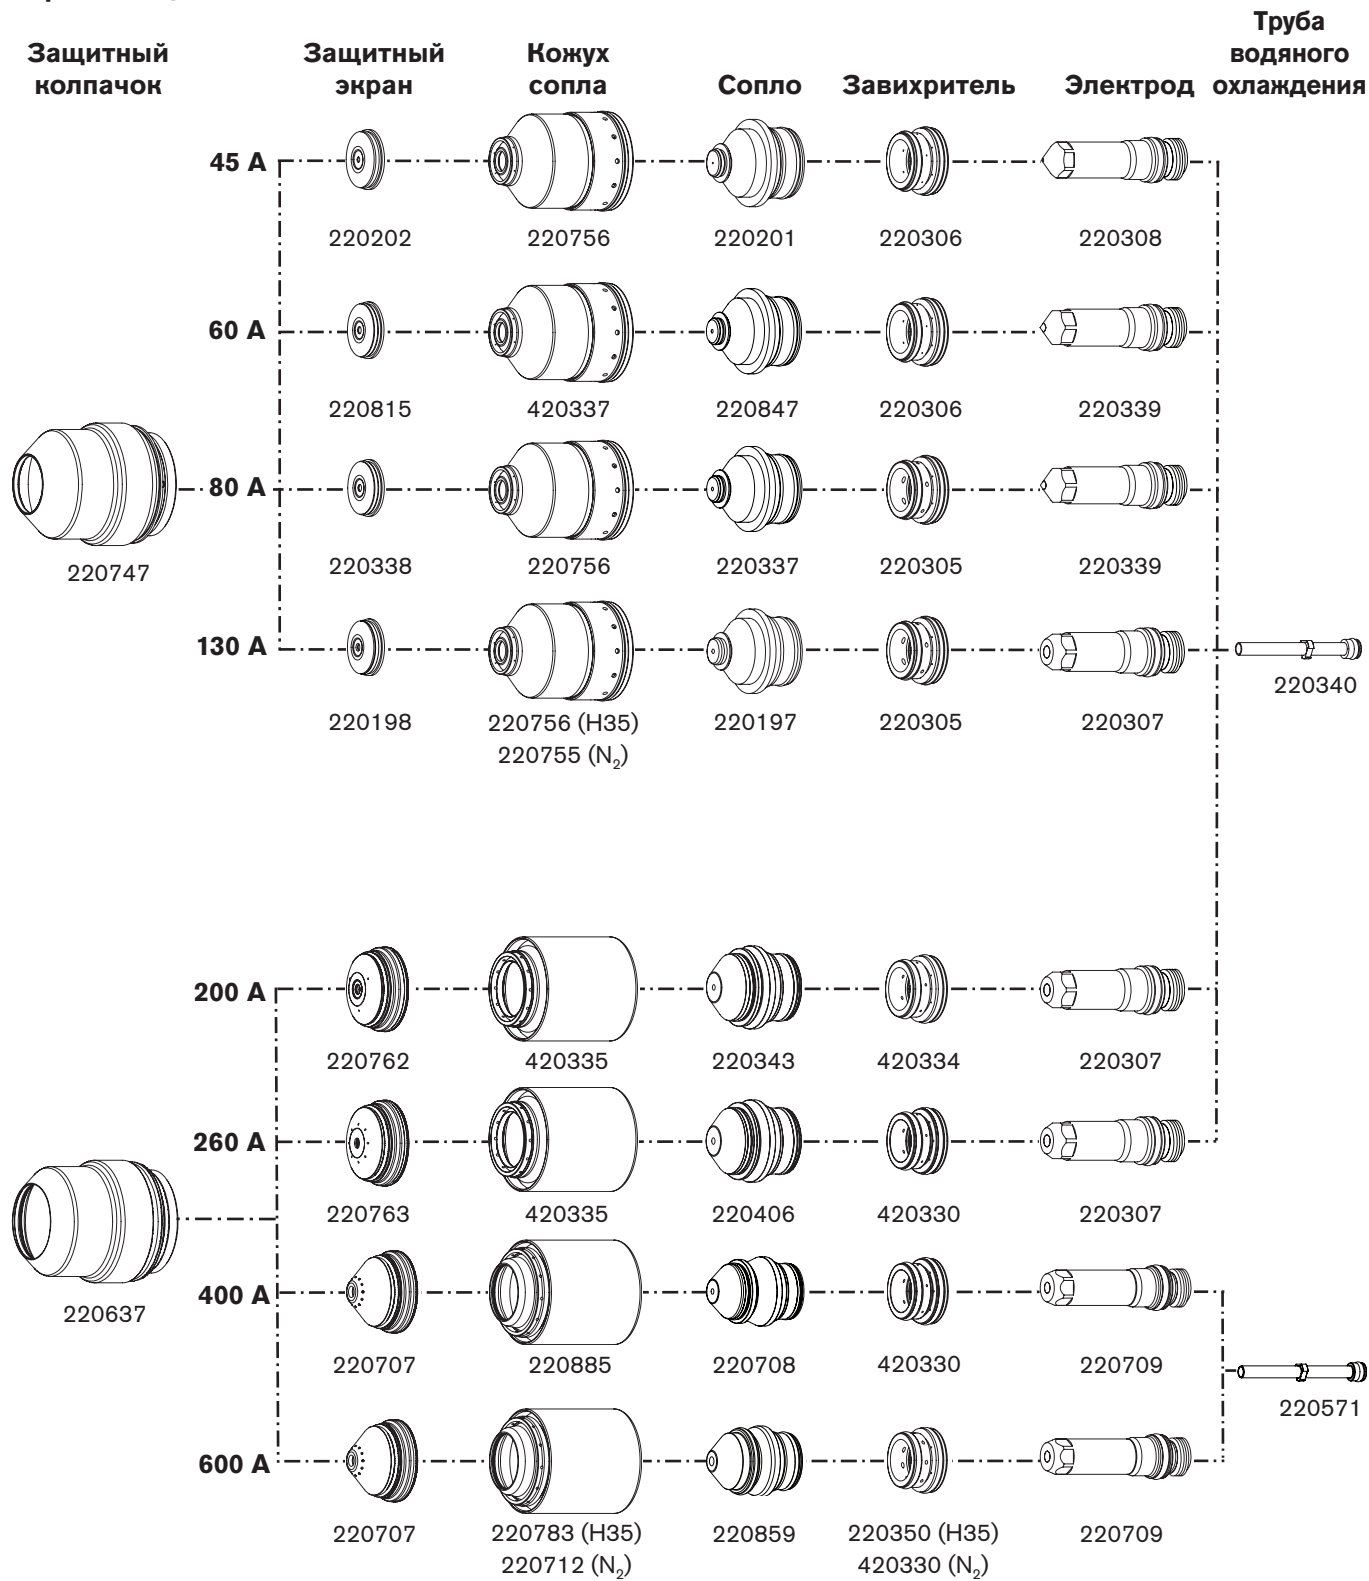 Защитный колпачок
Защитный экран
Кожух сопла
Сопло
Завихритель
Электрод
Труба водяного охлаждения
45 А
220202
220756
220201
220306
220308
60 А
220815
420337
220847
220306
220339
80 А
220747
220338
220756
220337
220305
220339
130 А
220198
220756 (H35)
220755 (N₂)
220197
220305
220307
220340
200 А
220762
420335
220343
420334
220307
260 А
220763
420335
220406
420330
220307
220637
400 А
220707
220885
220708
420330
220709
220571
600 А
220707
220783 (H35)
220712 (N₂)
220859
220350 (H35)
420330 (N₂)
220709